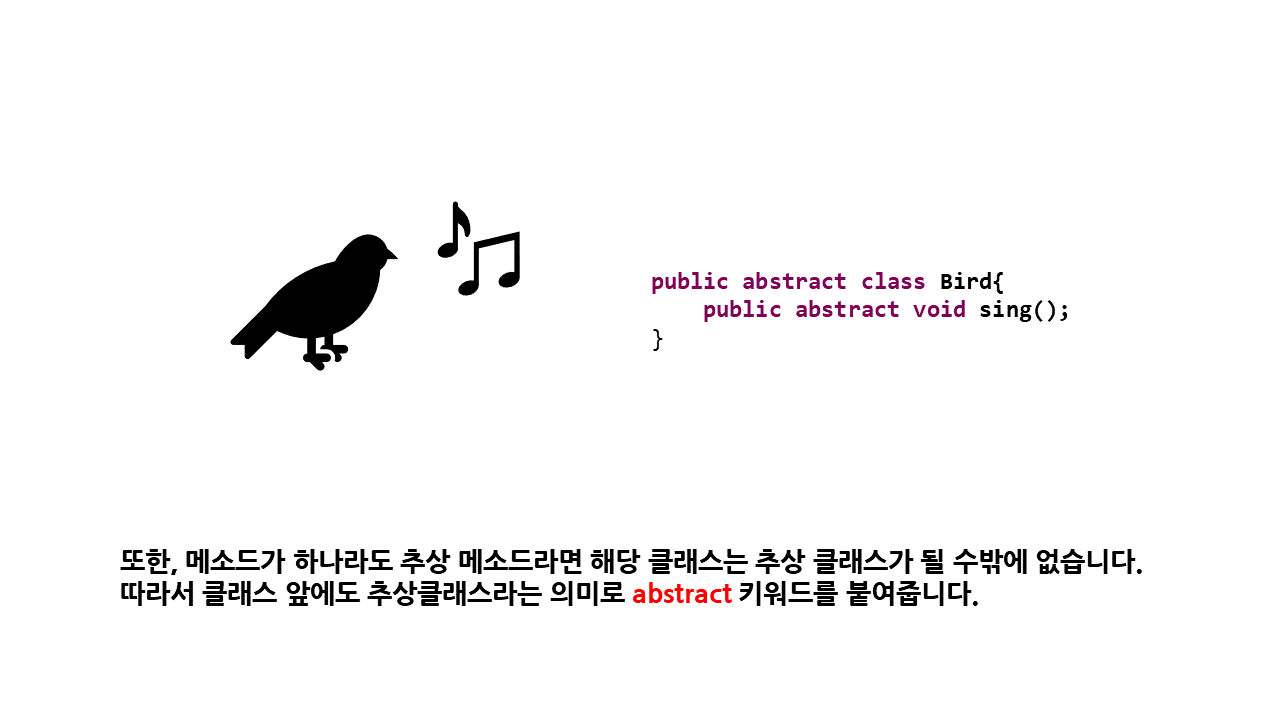 public abstract class Bird{
    public abstract void sing();
}
또한, 메소드가 하나라도 추상 메소드라면 해당 클래스는 추상 클래스가 될 수밖에 없습니다.
따라서 클래스 앞에도 추상클래스라는 의미로 abstract 키워드를 붙여줍니다.